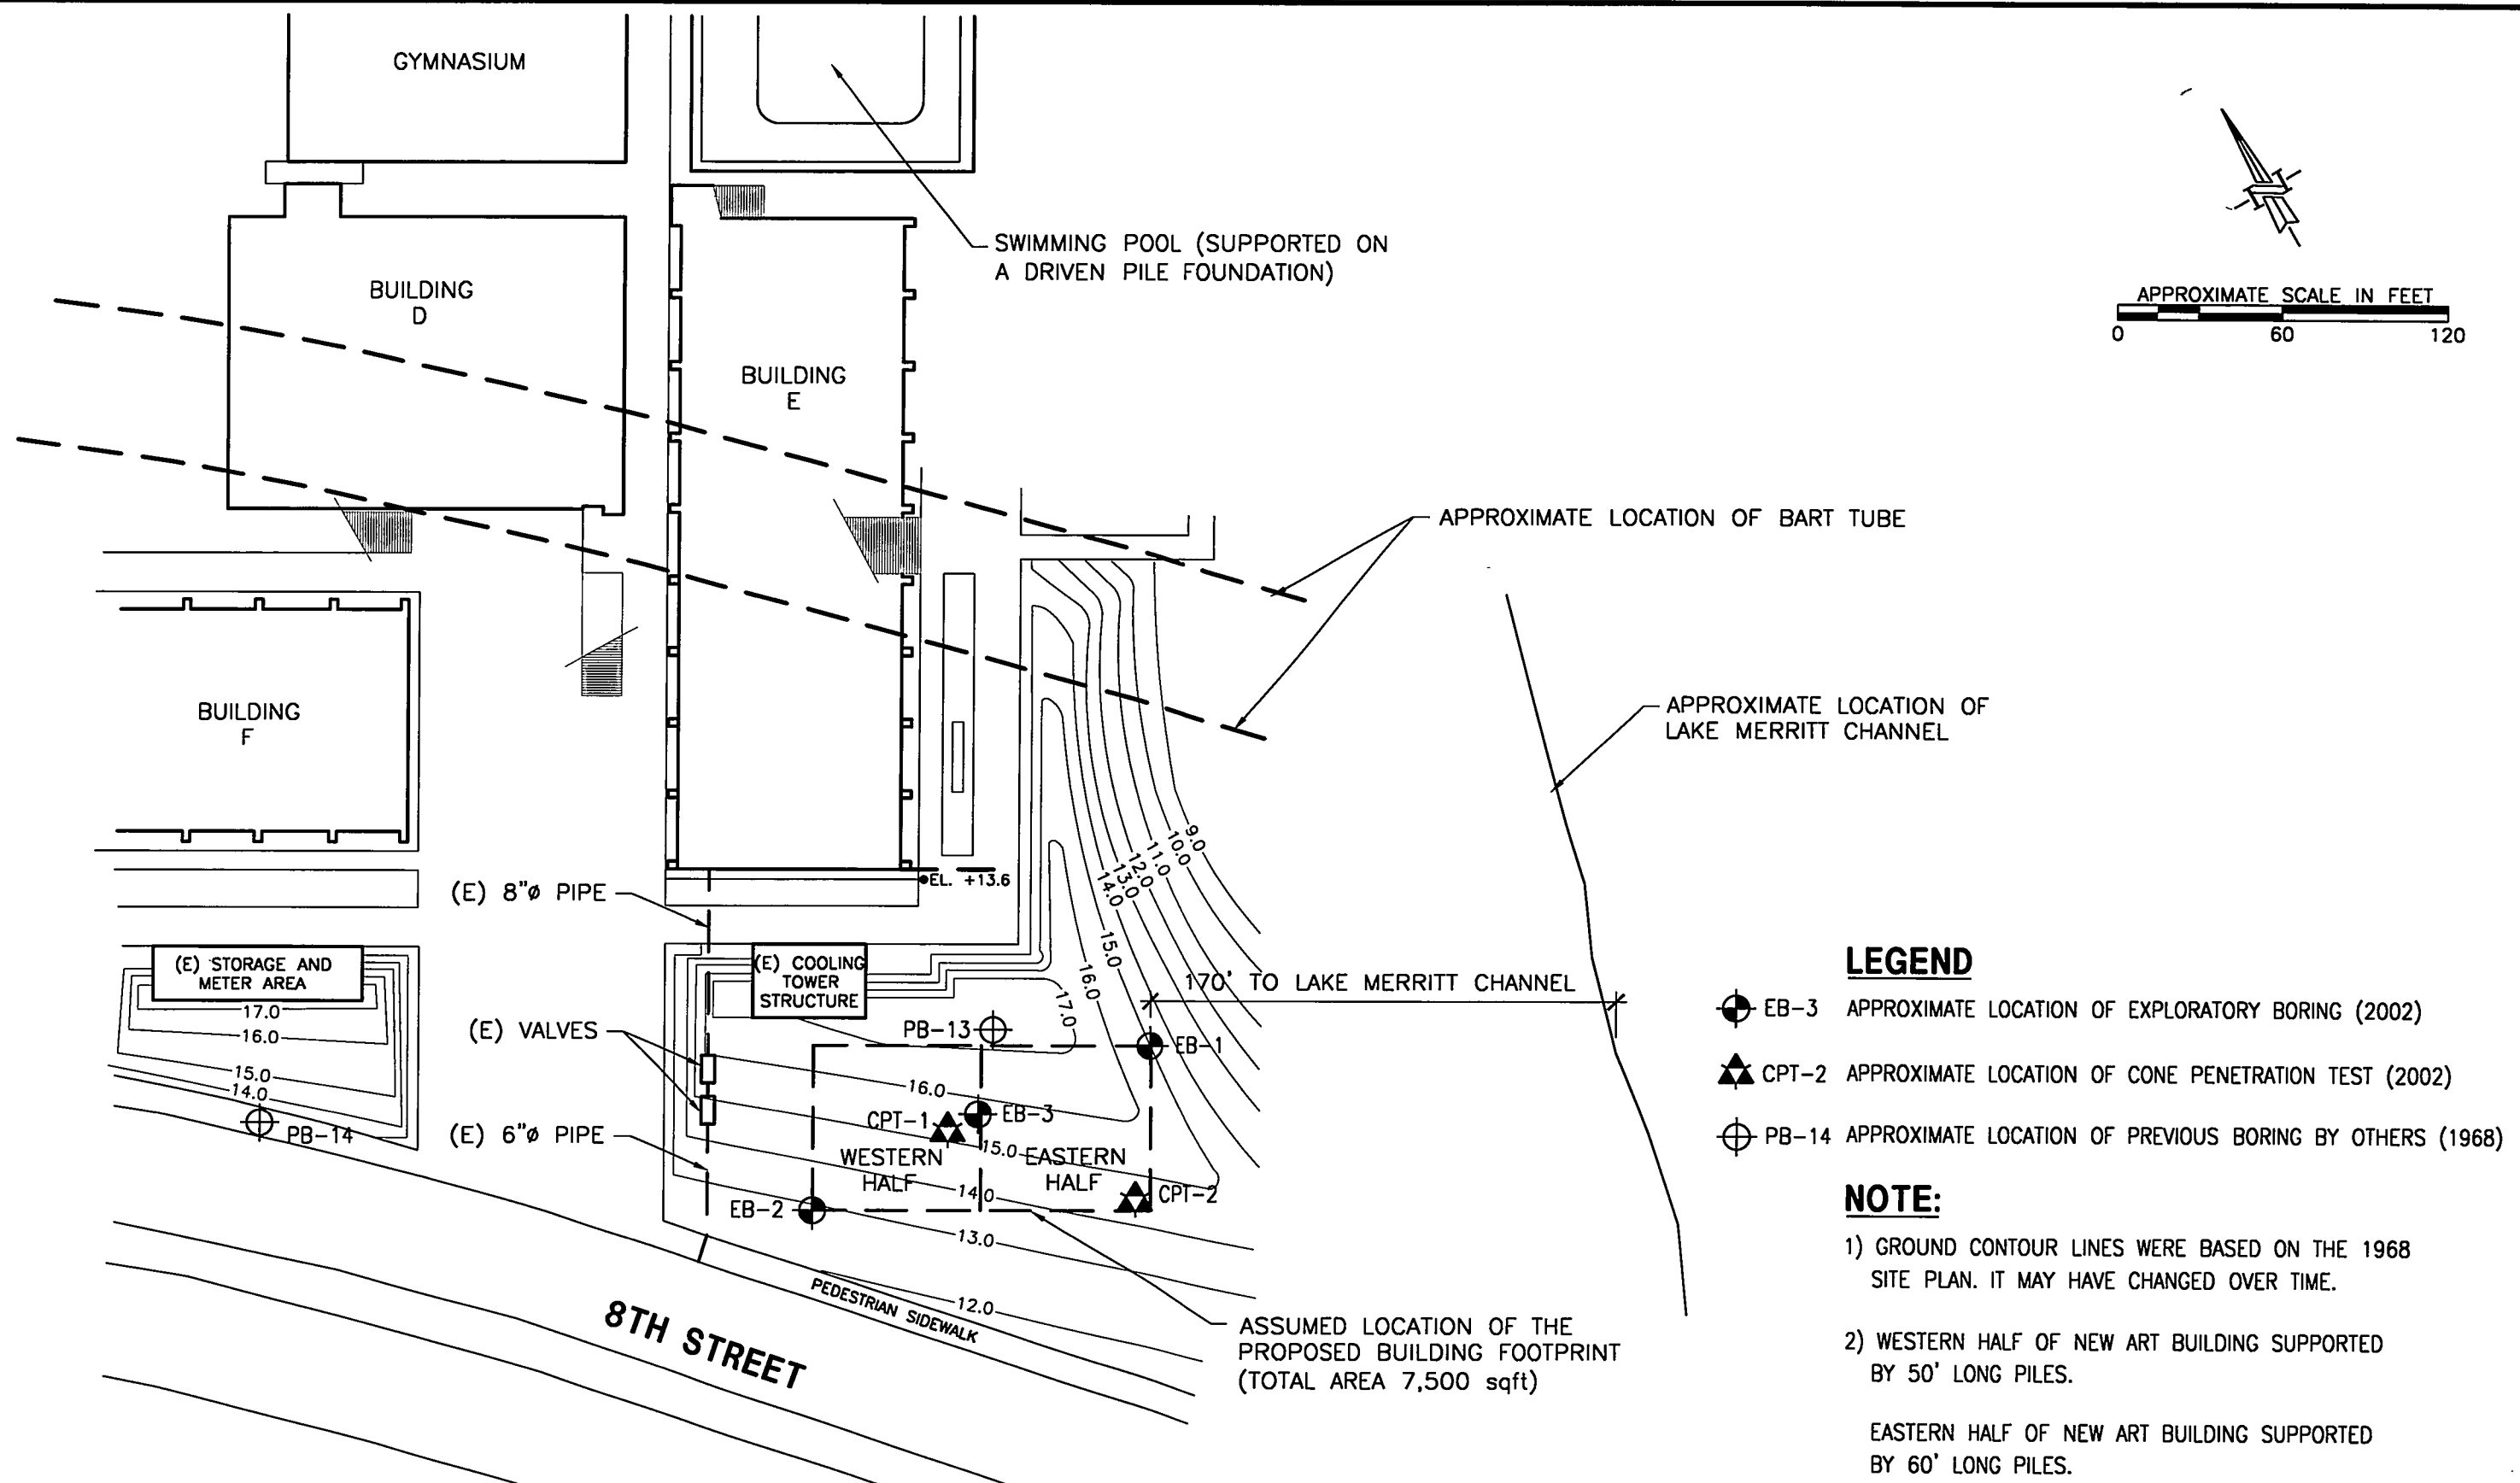 GYMNASIUM
SWIMMING POOL (SUPPORTED ON
A DRIVEN PILE FOUNDATION)
BUILDING
D
BUILDING
E
APPROXIMATE SCALE IN FEET
0 60 120
APPROXIMATE LOCATION OF BART TUBE
APPROXIMATE LOCATION OF
LAKE MERRITT CHANNEL
BUILDING
F
9.0
10.0
11.0
12.0
13.0
14.0
15.0
16.0
17.0
EL. +13.6
(E) 8"ø PIPE
(E) STORAGE AND
METER AREA
17.0
16.0
15.0
14.0
PB-14
(E) COOLING
TOWER
STRUCTURE
170' TO LAKE MERRITT CHANNEL
(E) VALVES
PB-13
EB-1
16.0
CPT-1
EB-3
(E) 6"ø PIPE
15.0
WESTERN
HALF
EASTERN
HALF
14.0
CPT-2
EB-2
13.0
12.0
PEDESTRIAN SIDEWALK
8TH STREET
ASSUMED LOCATION OF THE
PROPOSED BUILDING FOOTPRINT
(TOTAL AREA 7,500 sqft)
LEGEND
EB-3 APPROXIMATE LOCATION OF EXPLORATORY BORING (2002)
CPT-2 APPROXIMATE LOCATION OF CONE PENETRATION TEST (2002)
PB-14 APPROXIMATE LOCATION OF PREVIOUS BORING BY OTHERS (1968)
NOTE:
1) GROUND CONTOUR LINES WERE BASED ON THE 1968
SITE PLAN. IT MAY HAVE CHANGED OVER TIME.
2) WESTERN HALF OF NEW ART BUILDING SUPPORTED
BY 50' LONG PILES.
EASTERN HALF OF NEW ART BUILDING SUPPORTED
BY 60' LONG PILES.